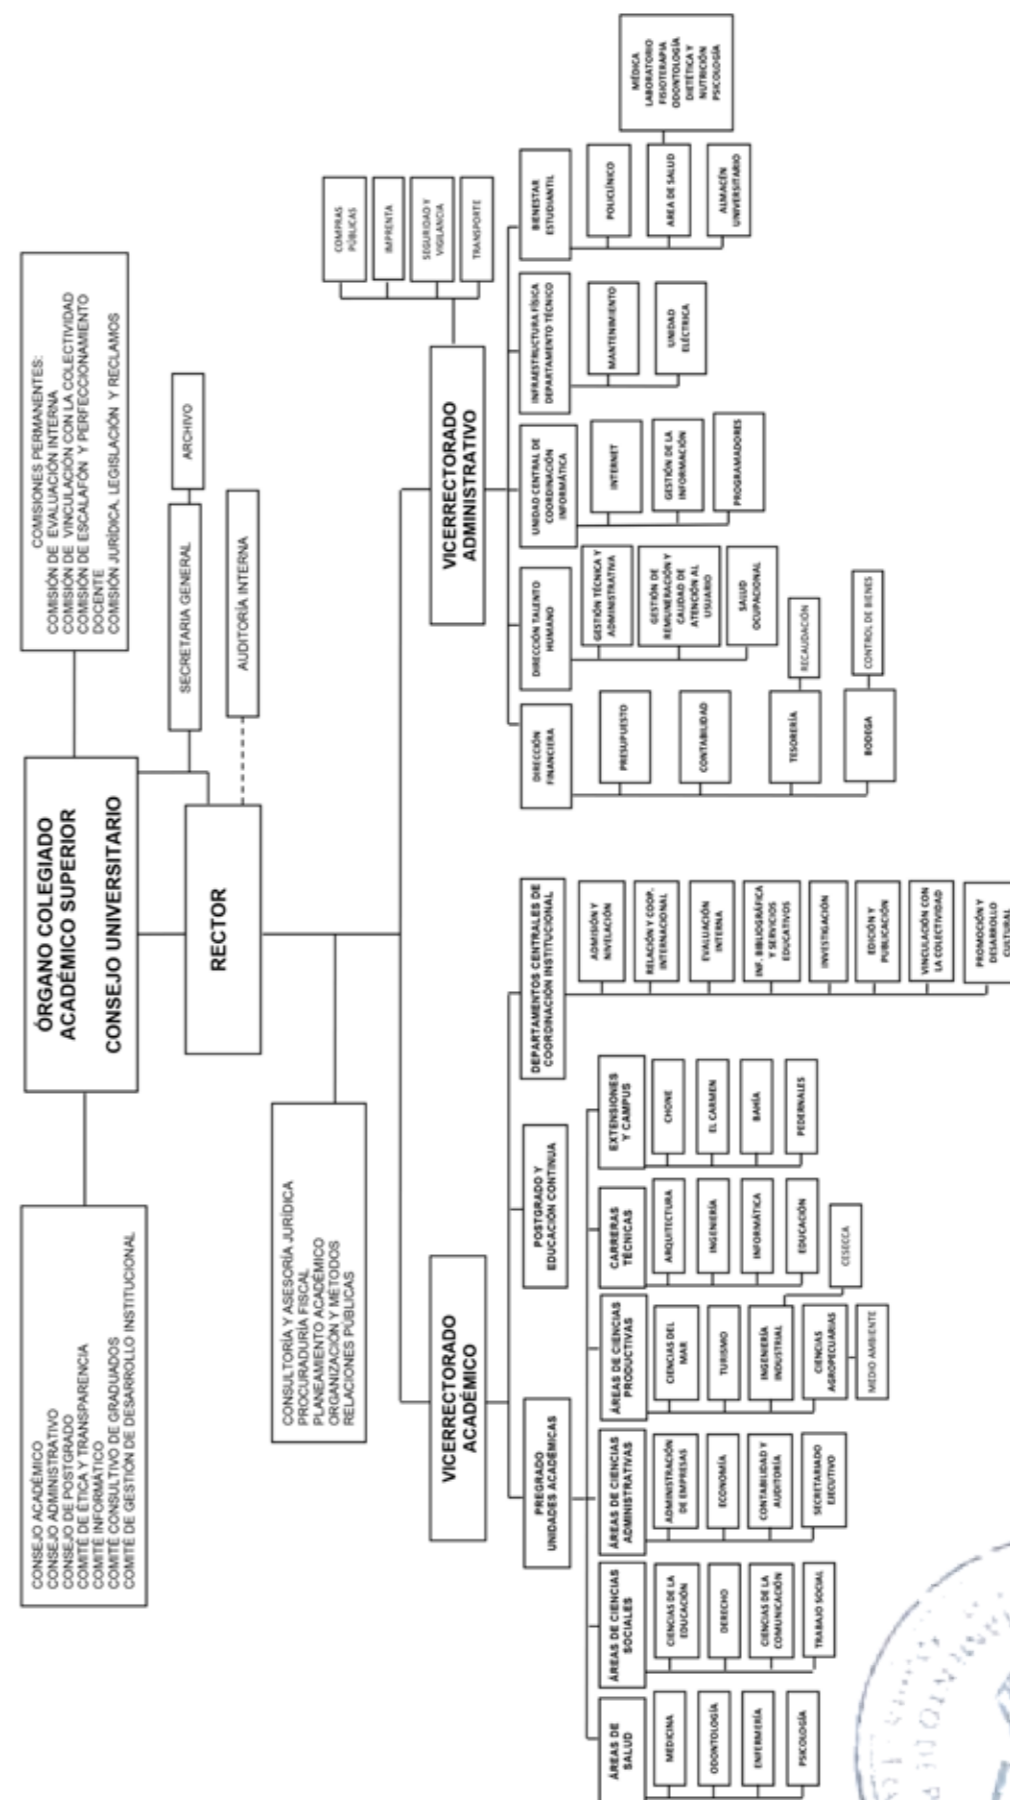 ÓRGANO COLEGIADO
ACADÉMICO SUPERIOR
CONSEJO UNIVERSITARIO
CONSEJO ACADÉMICO
CONSEJO ADMINISTRATIVO
CONSEJO DE POSTGRADO
COMITÉ DE ÉTICA Y TRANSPARENCIA
COMITÉ INFORMÁTICO
COMITÉ CONSULTIVO DE GRADUADOS
COMITÉ DE GESTIÓN DE DESARROLLO INSTITUCIONAL
COMISIONES PERMANENTES:
COMISIÓN DE EVALUACIÓN INTERNA
COMISIÓN DE VINCULACIÓN CON LA COLECTIVIDAD
COMISIÓN DE ESCALAFÓN Y PERFECCIONAMIENTO
DOCENTE
COMISIÓN JURÍDICA, LEGISLACIÓN Y RECLAMOS
SECRETARIA GENERAL
ARCHIVO
RECTOR
AUDITORÍA INTERNA
CONSULTORÍA Y ASESORÍA JURÍDICA
PROCURADURÍA FISCAL
PLANEAMIENTO ACADÉMICO
ORGANIZACIÓN Y MÉTODOS
RELACIONES PÚBLICAS
VICERRECTORADO
ACADÉMICO
PREGRADO
UNIDADES ACADÉMICAS
POSTGRADO Y
EDUCACIÓN CONTINUA
DEPARTAMENTOS CENTRALES DE
COORDINACIÓN INSTITUCIONAL
ÁREAS DE
SALUD
MEDICINA
ODONTOLOGÍA
ENFERMERÍA
PSICOLOGÍA
ÁREAS DE CIENCIAS
SOCIALES
CIENCIAS DE LA
EDUCACIÓN
DERECHO
CIENCIAS DE LA
COMUNICACIÓN
TRABAJO SOCIAL
ÁREAS DE CIENCIAS
ADMINISTRATIVAS
ADMINISTRACIÓN
DE EMPRESAS
ECONOMÍA
CONTABILIDAD Y
AUDITORÍA
SECRETARIADO
EJECUTIVO
ÁREAS DE CIENCIAS
PRODUCTIVAS
CIENCIAS DEL
MAR
TURISMO
INGENIERÍA
INDUSTRIAL
CESECCA
CIENCIAS
AGROPECUARIAS
MEDIO AMBIENTE
CARRERAS
TÉCNICAS
ARQUITECTURA
INGENIERÍA
INFORMÁTICA
EDUCACIÓN
EXTENSIONES
Y CAMPUS
CHONE
EL CARMEN
BAHÍA
PEDERNALES
ADMISIÓN Y
NIVELACIÓN
RELACIÓN Y COOP.
INTERNACIONAL
EVALUACIÓN
INTERNA
INF. BIBLIOGRÁFICA
Y SERVICIOS
EDUCATIVOS
INVESTIGACIÓN
EDICIÓN Y
PUBLICACIÓN
VINCULACIÓN CON
LA COLECTIVIDAD
PROMOCIÓN Y
DESARROLLO
CULTURAL
VICERRECTORADO
ADMINISTRATIVO
COMPRAS
PÚBLICAS
IMPRENTA
SEGURIDAD Y
VIGILANCIA
TRANSPORTE
DIRECCIÓN
FINANCIERA
PRESUPUESTO
CONTABILIDAD
TESORERÍA
RECAUDACIÓN
BODEGA
CONTROL DE BIENES
DIRECCIÓN TALENTO
HUMANO
GESTIÓN TÉCNICA Y
ADMINISTRATIVA
GESTIÓN DE
REMUNERACIÓN Y
CAUDAD DE
ATENCIÓN AL
USUARIO
SALUD
OCUPACIONAL
UNIDAD CENTRAL DE
COORDINACIÓN
INFORMÁTICA
INTERNET
GESTIÓN DE LA
INFORMACIÓN
PROGRAMADORES
INFRAESTRUCTURA FÍSICA
DEPARTAMENTO TÉCNICO
MANTENIMIENTO
UNIDAD
ELÉCTRICA
BIENESTAR
ESTUDIANTIL
POLICLÍNICO
AREA DE SALUD
ALMACÉN
UNIVERSITARIO
MÉDICA
LABORATORIO
FISIOTERAPIA
ODONTOLOGÍA
DIETÉTICA Y
NUTRICIÓN
PSICOLOGÍA